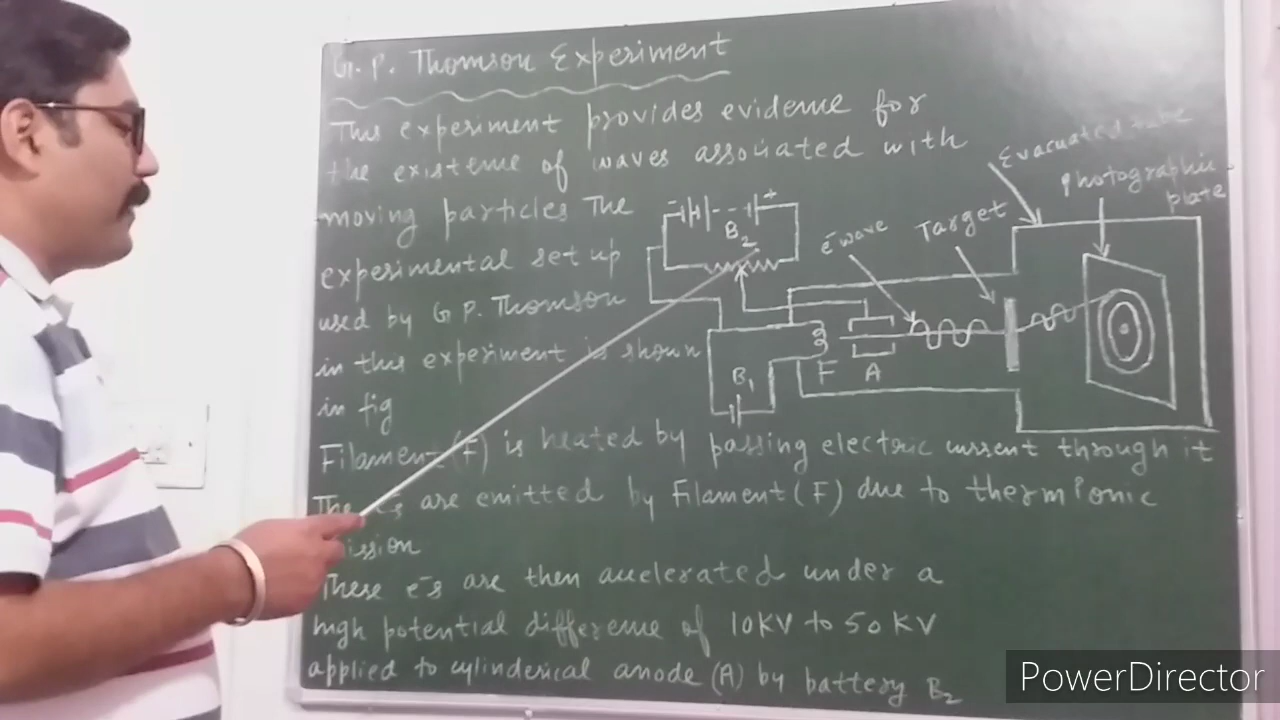 G. P. Thomson Experiment
This experiment provides evidence for
the existence of waves associated with
moving particles The
experimental set up
used by G P. Thomson
in this experiment is shown
in fig
Filament (F) is heated by passing electric current through it
The e⁻s are emitted by Filament (F) due to thermionic
These e⁻s are then accelerated under a
high potential difference of 10KV to 50KV
applied to cylinderical anode (A) by battery B₂
- +
B₂
e⁻ wave
Target
Evacuated tube
Photographic
plate
B₁
F
A
PowerDirector